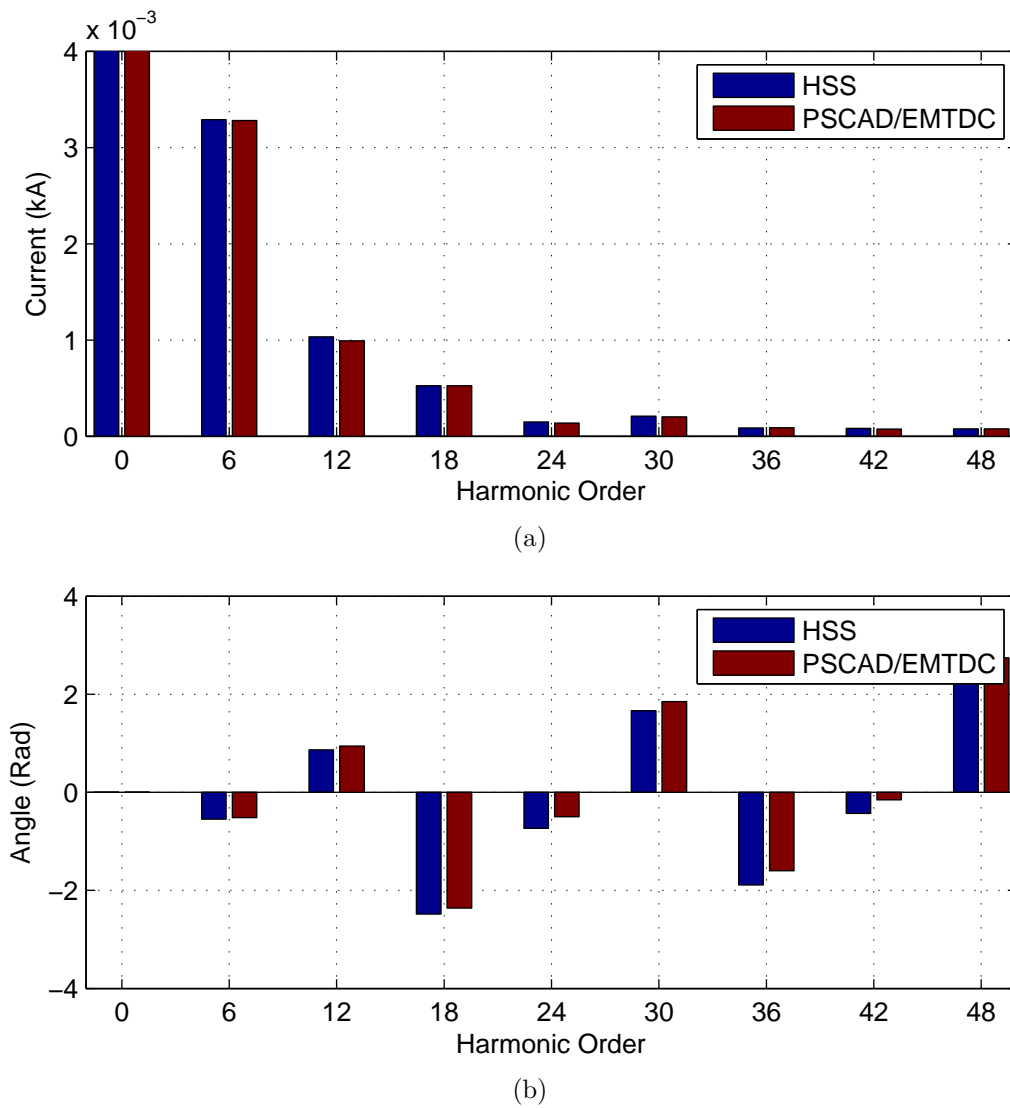 x 10−3
4
3
2
1
0
Current (kA)
HSS
PSCAD/EMTDC
0 6 12 18 24 30 36 42 48
Harmonic Order
(a)
4
2
0
−2
−4
Angle (Rad)
HSS
PSCAD/EMTDC
0 6 12 18 24 30 36 42 48
Harmonic Order
(b)